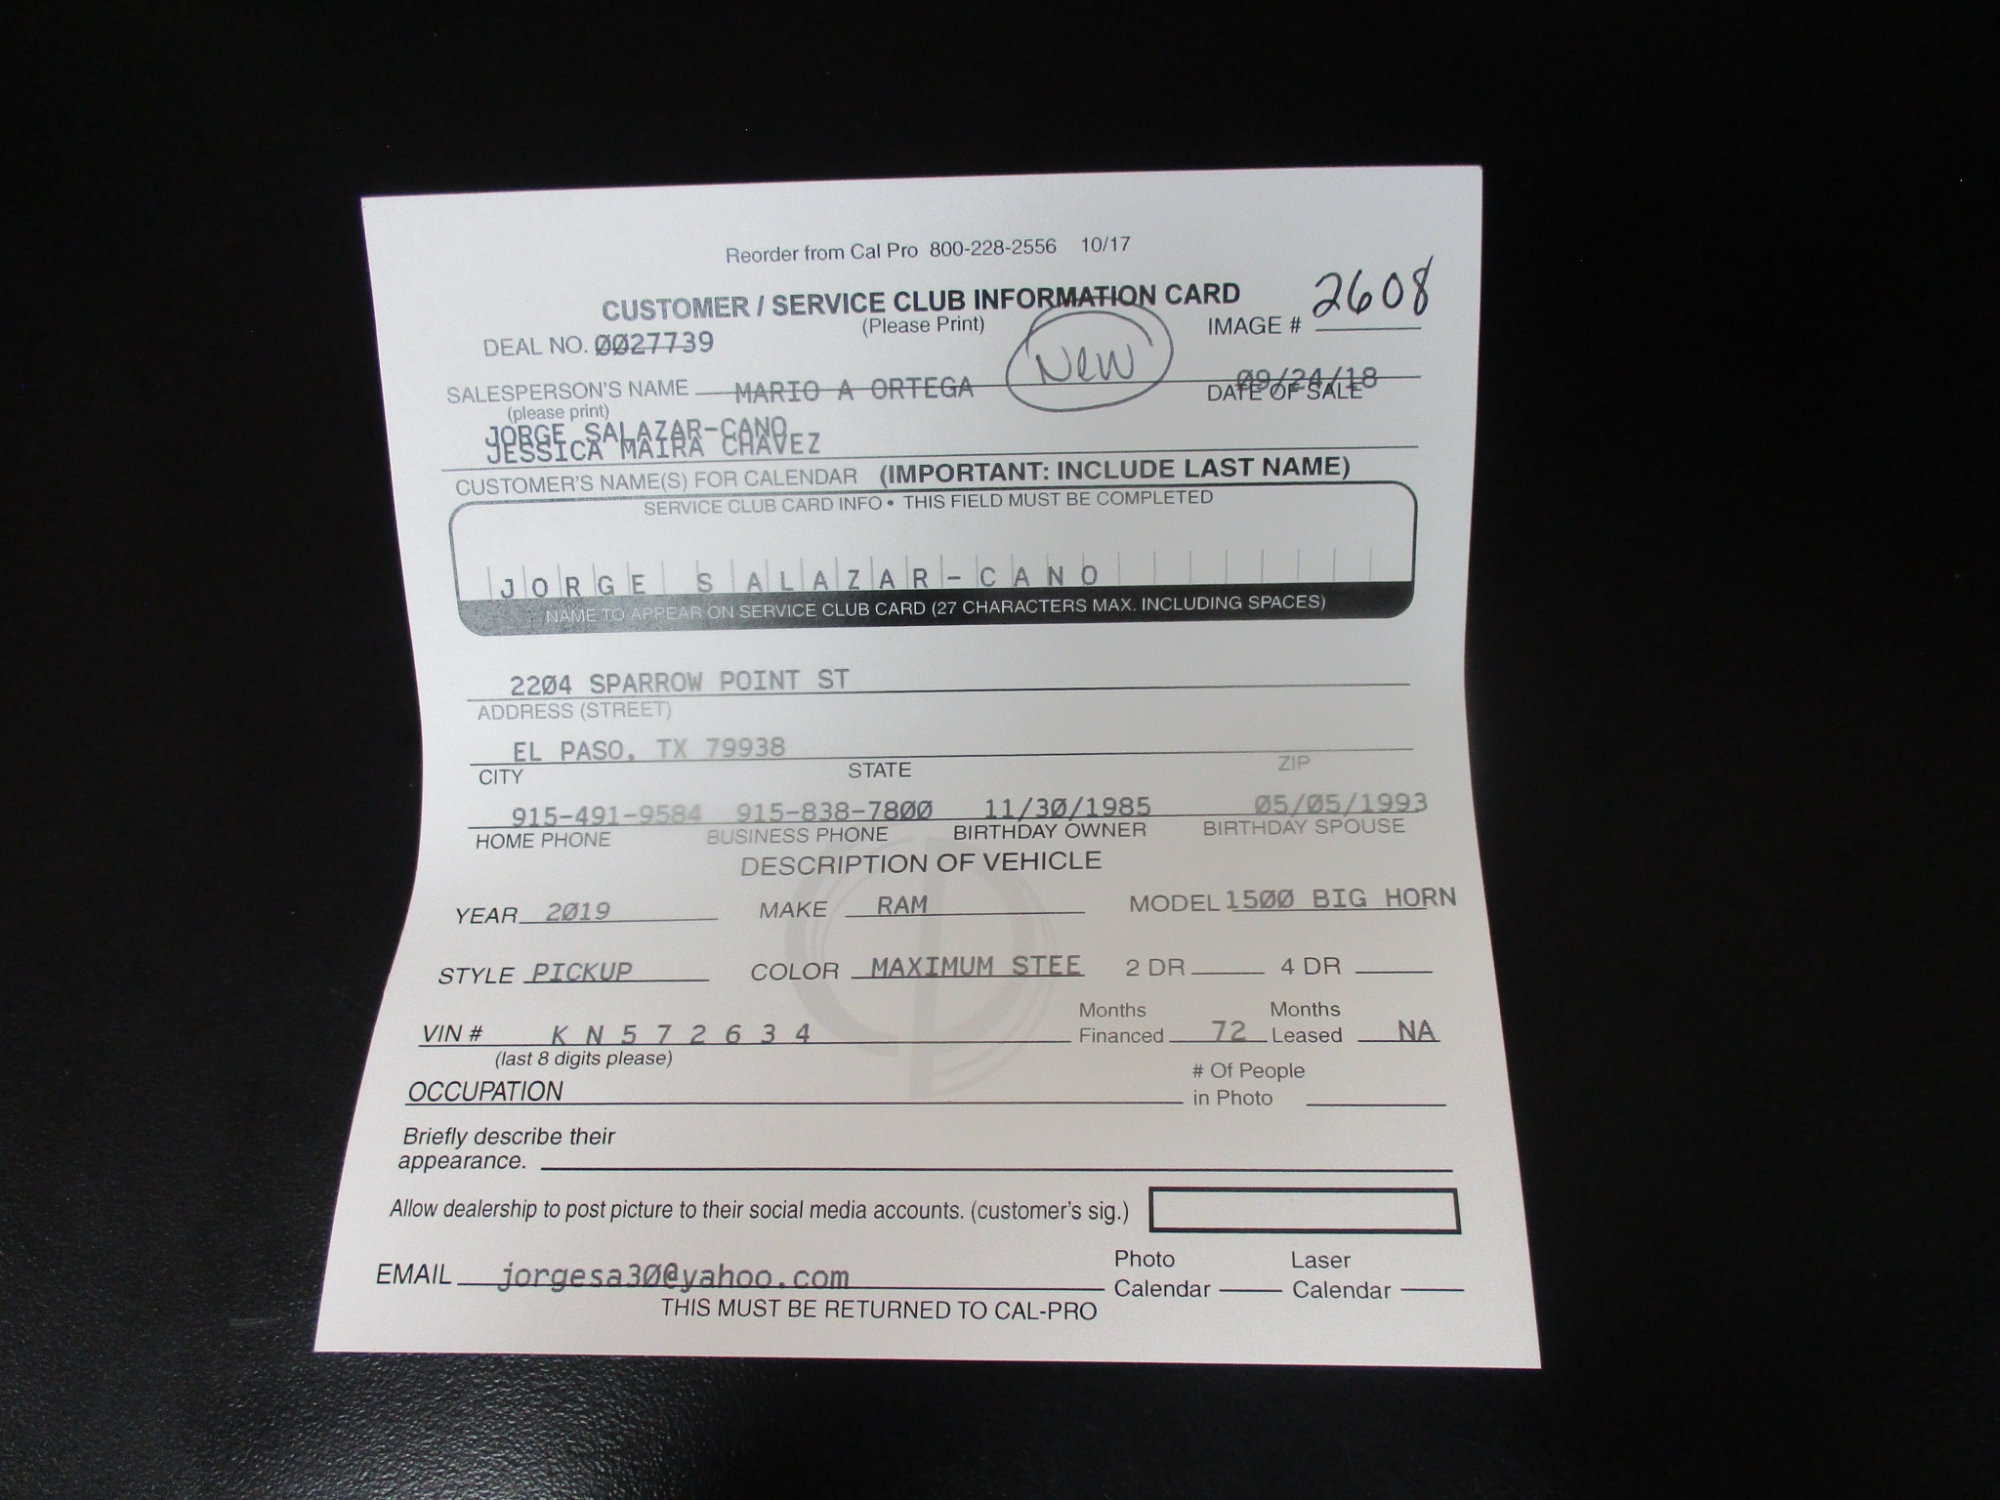 Reorder from Cal Pro 800-228-2556 10/17
CUSTOMER / SERVICE CLUB INFORMATION CARD
(Please Print)
IMAGE # 2608
DEAL NO. 0027739
New
SALESPERSON'S NAME MARIO A ORTEGA
(please print)
09/24/18
DATE OF SALE
JORGE SALAZAR-CANO
JESSICA MAIRA CHAVEZ
CUSTOMER'S NAME(S) FOR CALENDAR (IMPORTANT: INCLUDE LAST NAME)
SERVICE CLUB CARD INFO • THIS FIELD MUST BE COMPLETED
JORGE SALAZAR-CANO
NAME TO APPEAR ON SERVICE CLUB CARD (27 CHARACTERS MAX. INCLUDING SPACES)
2204 SPARROW POINT ST
ADDRESS (STREET)
EL PASO, TX 79938
CITY STATE ZIP
915-491-9584 915-838-7800 11/30/1985 05/05/1993
HOME PHONE BUSINESS PHONE BIRTHDAY OWNER BIRTHDAY SPOUSE
DESCRIPTION OF VEHICLE
YEAR 2019 MAKE RAM MODEL 1500 BIG HORN
STYLE PICKUP COLOR MAXIMUM STEE 2 DR 4 DR
VIN # K N 5 7 2 6 3 4 Months Financed 72 Months Leased NA
(last 8 digits please)
OCCUPATION # Of People in Photo
Briefly describe their
appearance.
Allow dealership to post picture to their social media accounts. (customer's sig.)
EMAIL jorgesa30@yahoo.com Photo Calendar Laser Calendar
THIS MUST BE RETURNED TO CAL-PRO